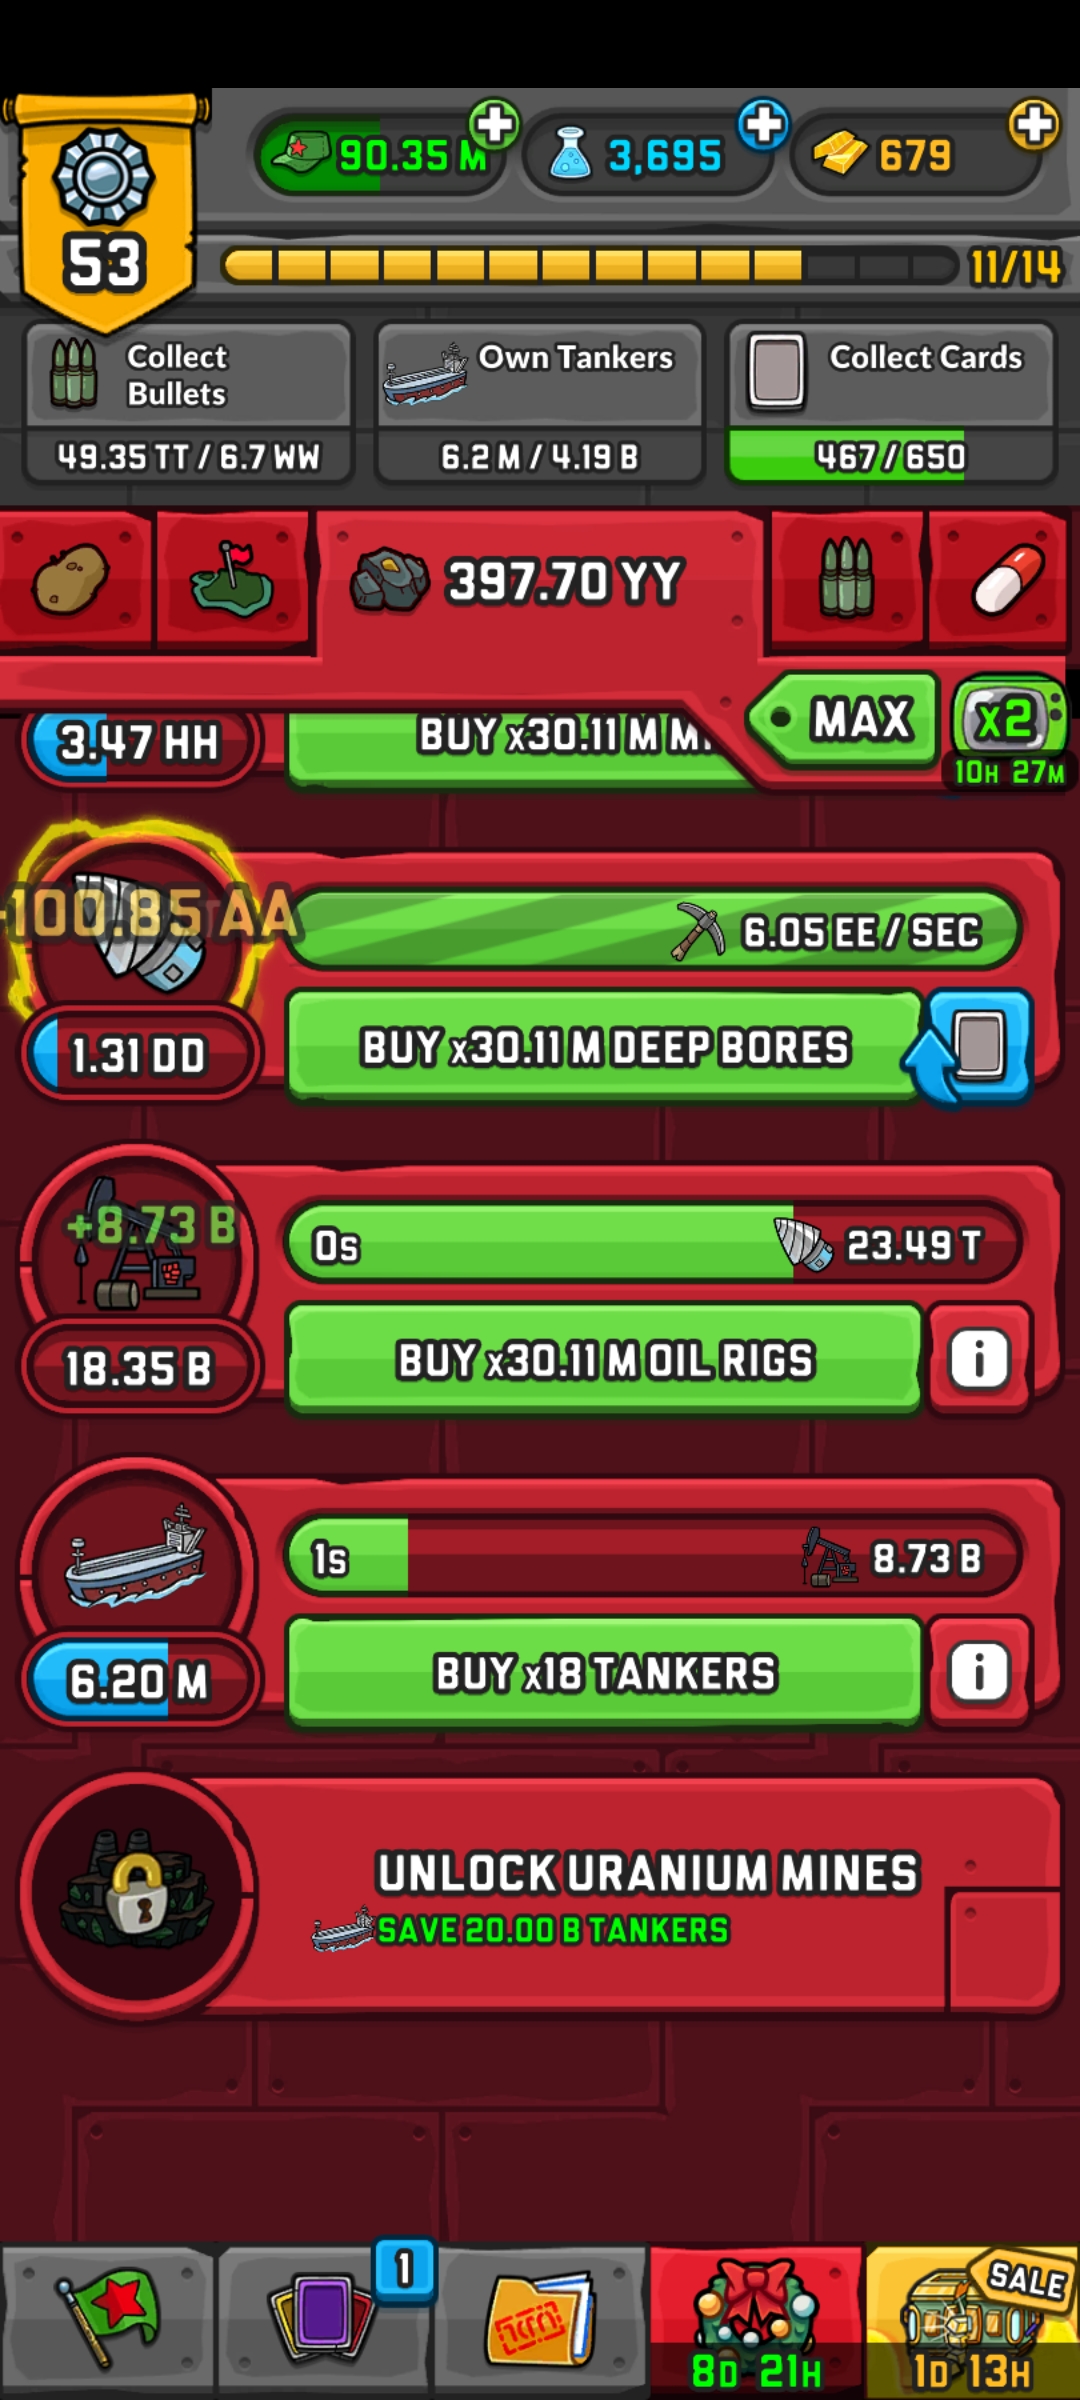 90.35 M
3,695
679
53
11/14
Collect
Bullets
49.35 TT / 6.7 WW
Own Tankers
6.2 M / 4.19 B
Collect Cards
467 / 650
397.70 YY
MAX
x2
10H 27M
3.47 HH
BUY x30.11 M
100.85 AA
6.05 EE / SEC
1.31 DD
BUY x30.11 M DEEP BORES
+8.73 B
0s
23.49 T
18.35 B
BUY x30.11 M OIL RIGS
i
1s
8.73 B
6.20 M
BUY x18 TANKERS
i
UNLOCK URANIUM MINES
SAVE 20.00 B TANKERS
1
SALE
8D 21H
1D 13H